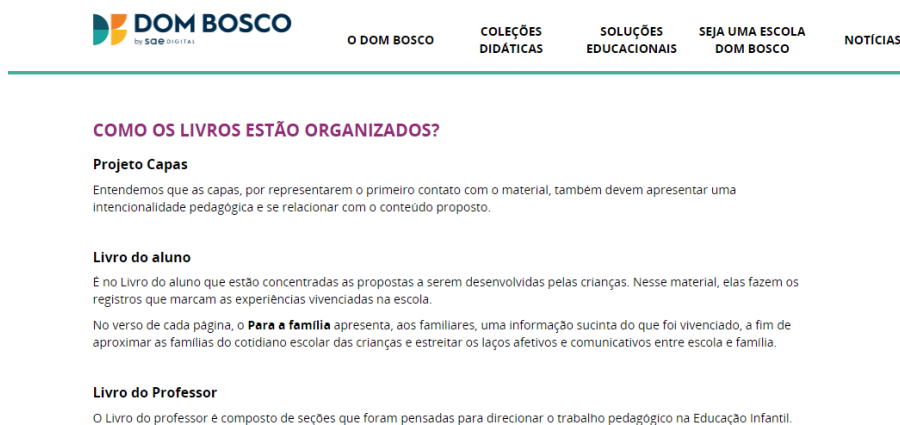 DOM BOSCO
by sae DIGITAL
O DOM BOSCO
COLEÇÕES
DIDÁTICAS
SOLUÇÕES
EDUCACIONAIS
SEJA UMA ESCOLA
DOM BOSCO
NOTÍCIAS
COMO OS LIVROS ESTÃO ORGANIZADOS?
Projeto Capas
Entendemos que as capas, por representarem o primeiro contato com o material, também devem apresentar uma
intencionalidade pedagógica e se relacionar com o conteúdo proposto.
Livro do aluno
É no Livro do aluno que estão concentradas as propostas a serem desenvolvidas pelas crianças. Nesse material, elas fazem os
registros que marcam as experiências vivenciadas na escola.
No verso de cada página, o Para a família apresenta, aos familiares, uma informação sucinta do que foi vivenciado, a fim de
aproximar as famílias do cotidiano escolar das crianças e estreitar os laços afetivos e comunicativos entre escola e família.
Livro do Professor
O Livro do professor é composto de seções que foram pensadas para direcionar o trabalho pedagógico na Educação Infantil.